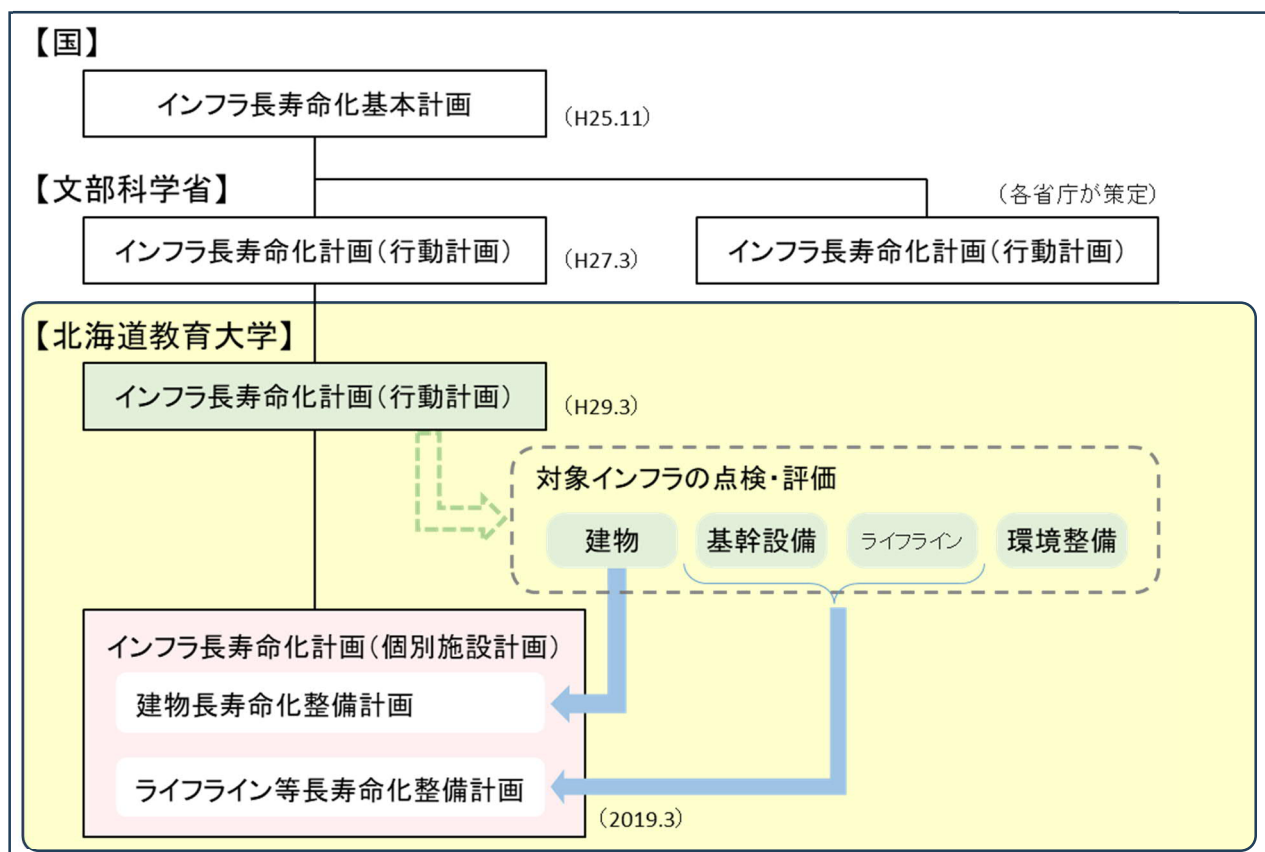 【国】
インフラ長寿命化基本計画
（H25.11）
【文部科学省】
（各省庁が策定）
インフラ長寿命化計画（行動計画）
（H27.3）
インフラ長寿命化計画（行動計画）
【北海道教育大学】
インフラ長寿命化計画（行動計画）
（H29.3）
対象インフラの点検・評価
建物
基幹設備
ライフライン
環境整備
インフラ長寿命化計画（個別施設計画）
建物長寿命化整備計画
ライフライン等長寿命化整備計画
（2019.3）